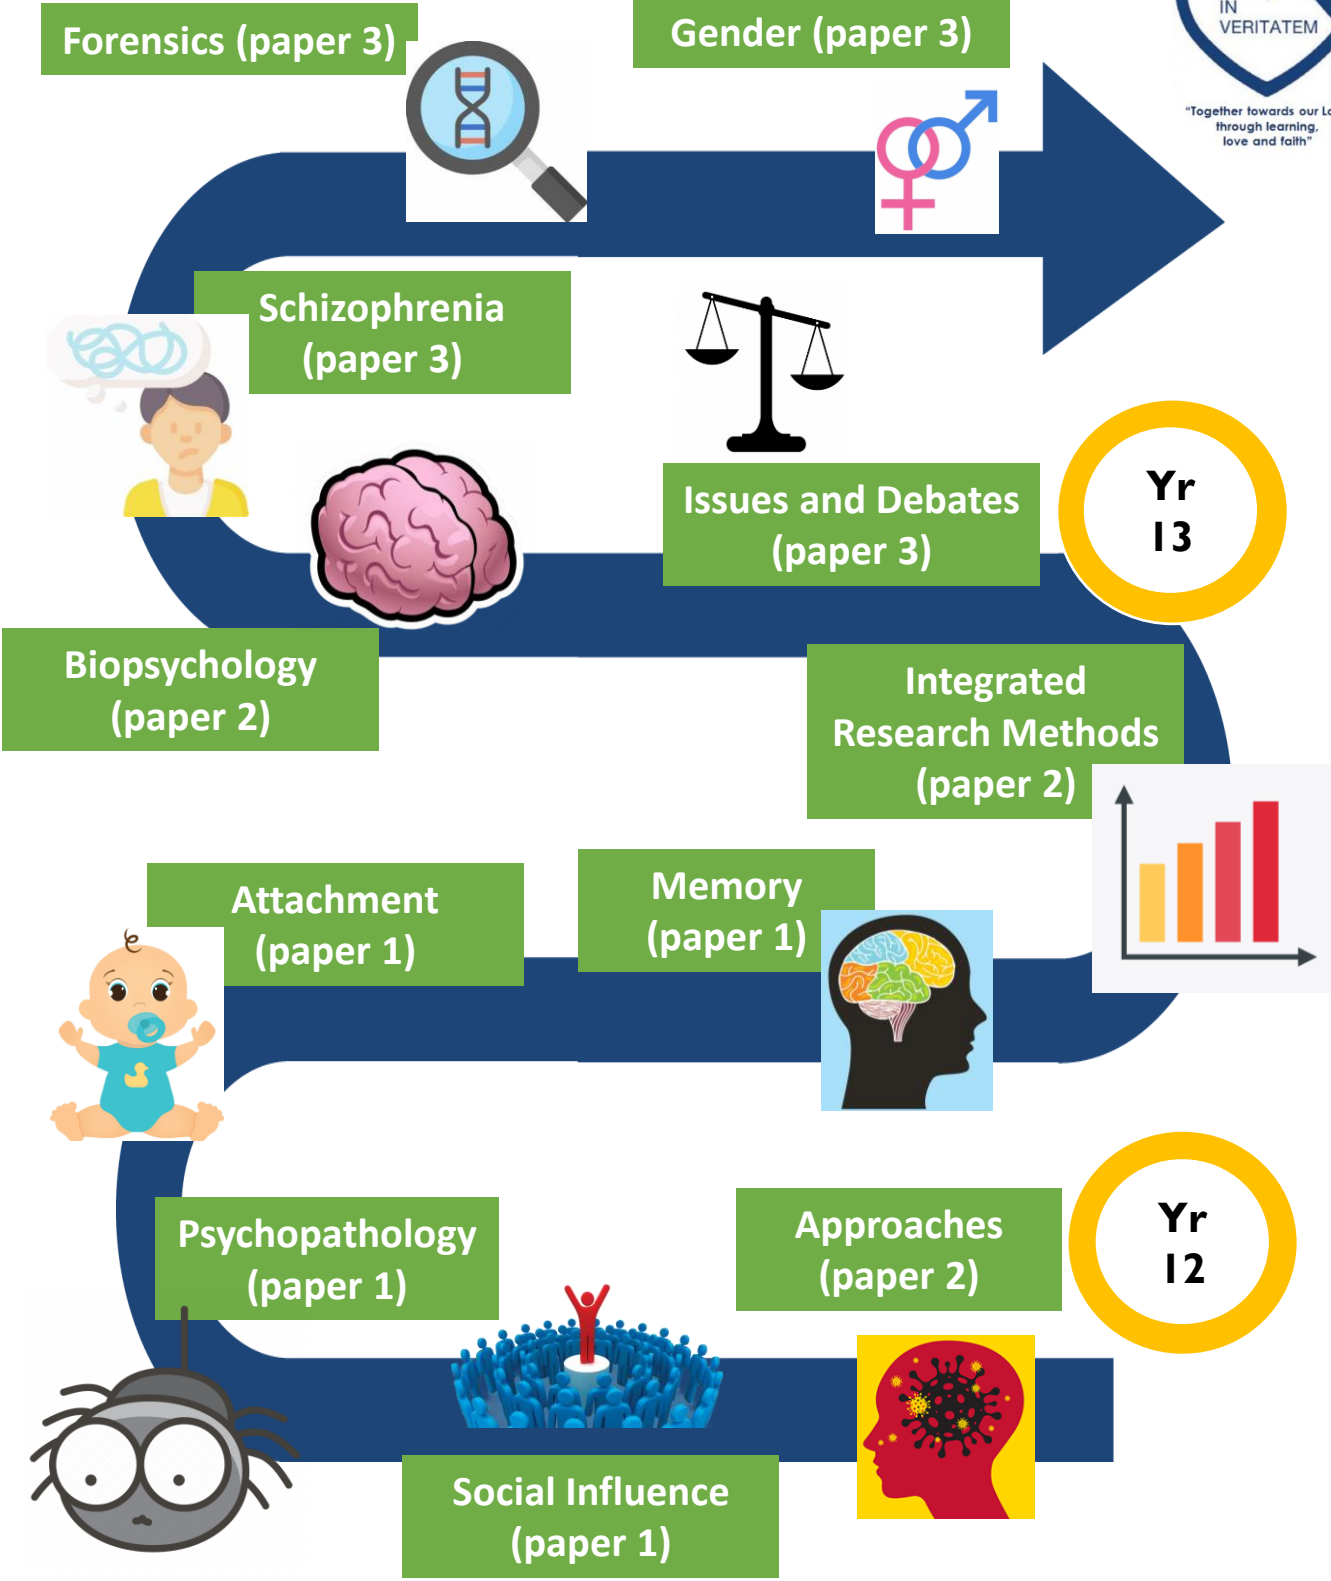 Forensics (paper 3)
Gender (paper 3)
IN
VERITATEM
"Together towards our
through learning,
love and faith"
Schizophrenia
(paper 3)
Issues and Debates
(paper 3)
Yr
13
Biopsychology
(paper 2)
Integrated
Research Methods
(paper 2)
Attachment
(paper 1)
Memory
(paper 1)
Psychopathology
(paper 1)
Approaches
(paper 2)
Yr
12
Social Influence
(paper 1)